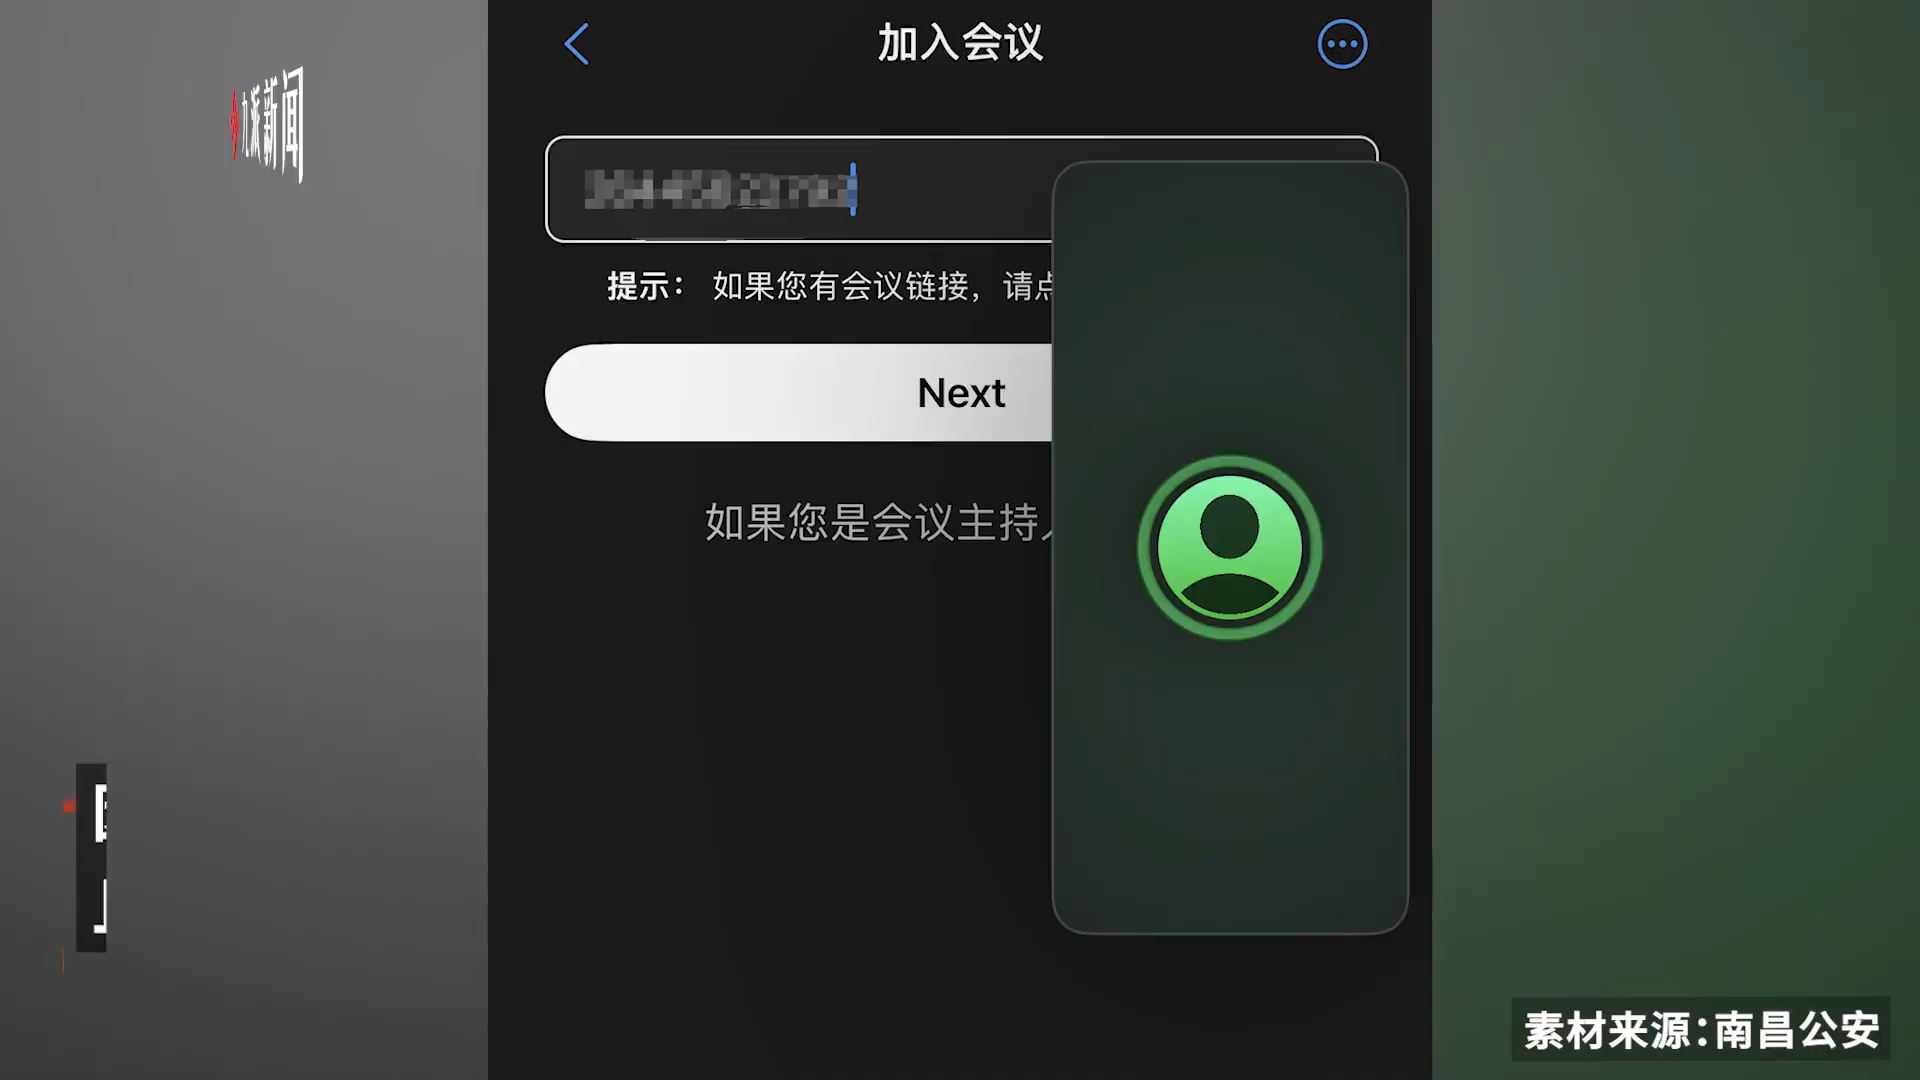 加入会议
九派新闻
提示： 如果您有会议链接，请点
Next
如果您是会议主持人
素材来源：南昌公安